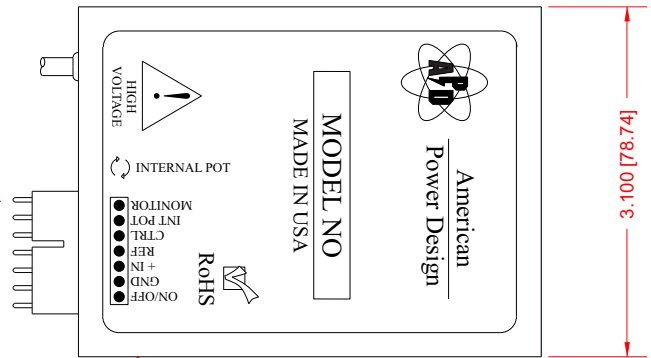 APD
American
Power Design
MODEL NO
MADE IN USA
HIGH
VOLTAGE
INTERNAL POT
MONITOR
INT POT
CTRL
REF
+ IN
GND
ON/OFF
RoHS
3.100 [78.74]